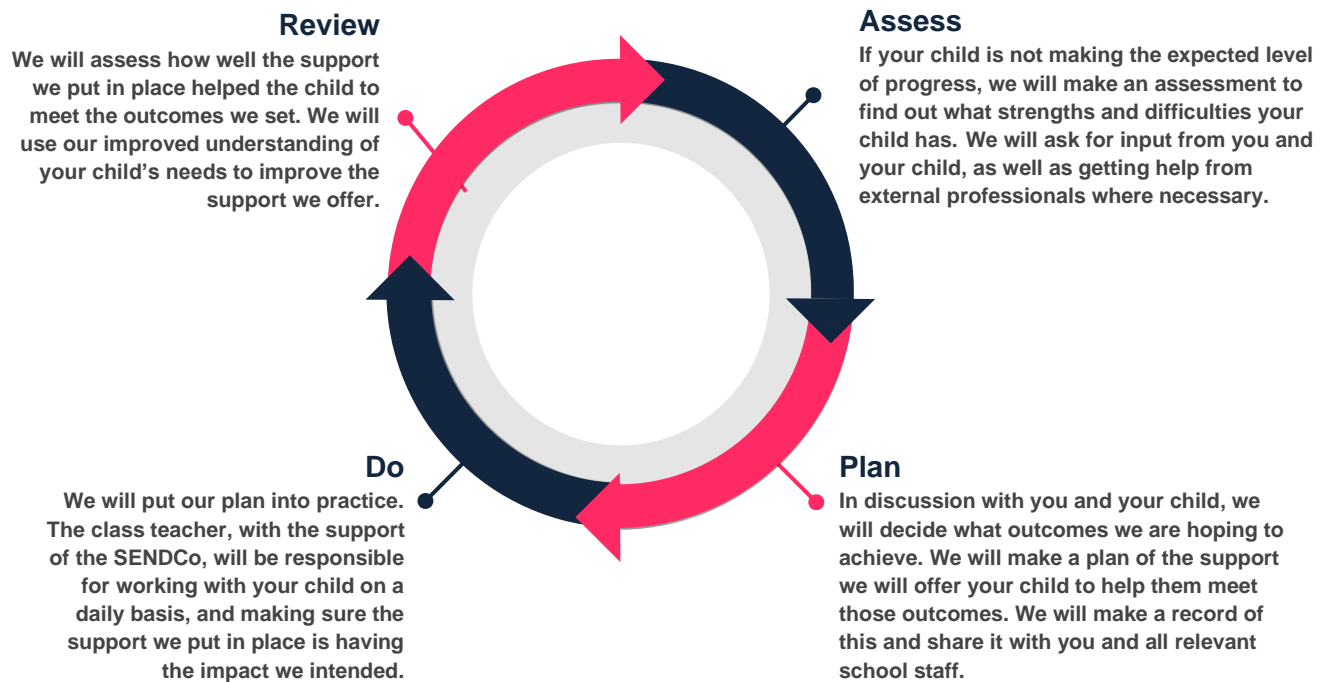 Review
We will assess how well the support
we put in place helped the child to
meet the outcomes we set. We will
use our improved understanding of
your child’s needs to improve the
support we offer.
Assess
If your child is not making the expected level
of progress, we will make an assessment to
find out what strengths and difficulties your
child has. We will ask for input from you and
your child, as well as getting help from
external professionals where necessary.
Do
We will put our plan into practice.
The class teacher, with the support
of the SENDCo, will be responsible
for working with your child on a
daily basis, and making sure the
support we put in place is having
the impact we intended.
Plan
In discussion with you and your child, we
will decide what outcomes we are hoping to
achieve. We will make a plan of the support
we will offer your child to help them meet
those outcomes. We will make a record of
this and share it with you and all relevant
school staff.